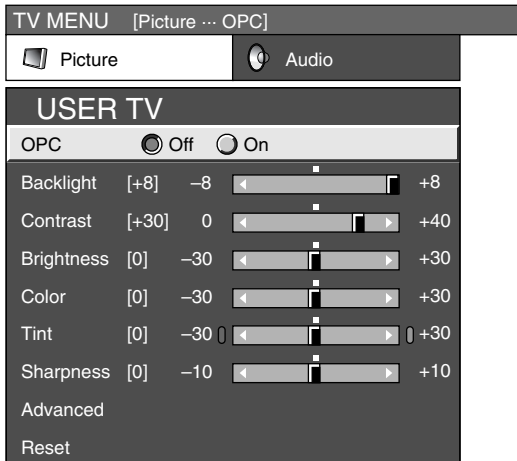 TV MENU [Picture ··· OPC]
Picture Audio
USER TV
OPC Off On
Backlight [+8] –8 +8
Contrast [+30] 0 +40
Brightness [0] –30 +30
Color [0] –30 +30
Tint [0] –30 +30
Sharpness [0] –10 +10
Advanced
Reset